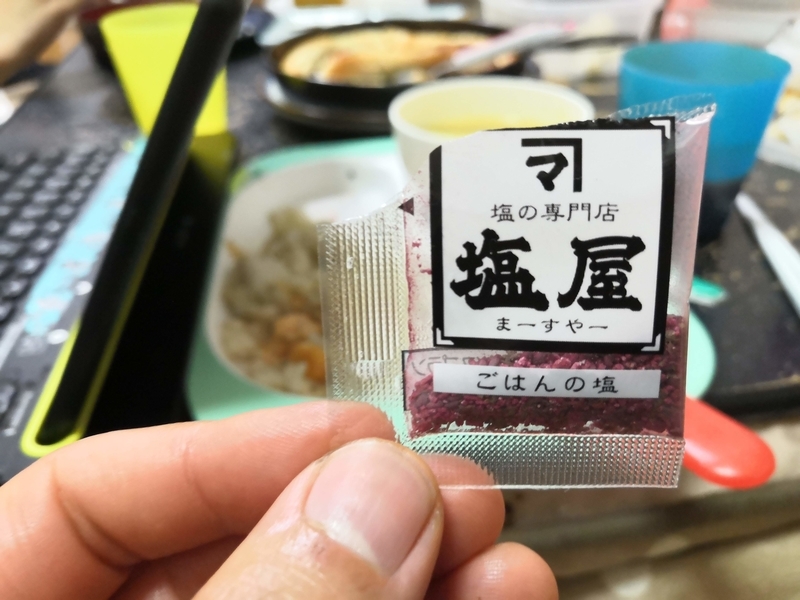 マ
塩の専門店
塩屋
まーすやー
ごはんの塩